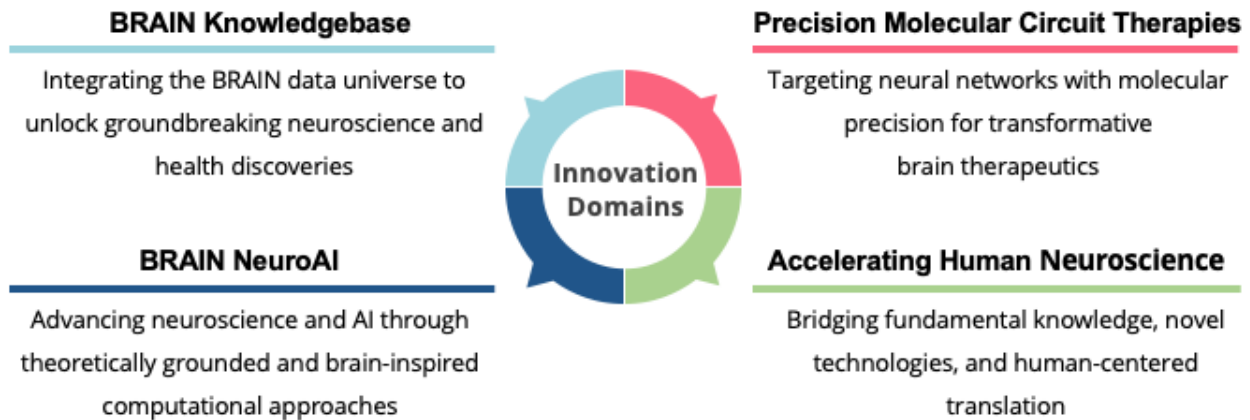 BRAIN Knowledgebase
Integrating the BRAIN data universe to
unlock groundbreaking neuroscience and
health discoveries
Precision Molecular Circuit Therapies
Targeting neural networks with molecular
precision for transformative
brain therapeutics
Innovation
Domains
BRAIN NeuroAI
Advancing neuroscience and AI through
theoretically grounded and brain-inspired
computational approaches
Accelerating Human Neuroscience
Bridging fundamental knowledge, novel
technologies, and human-centered
translation